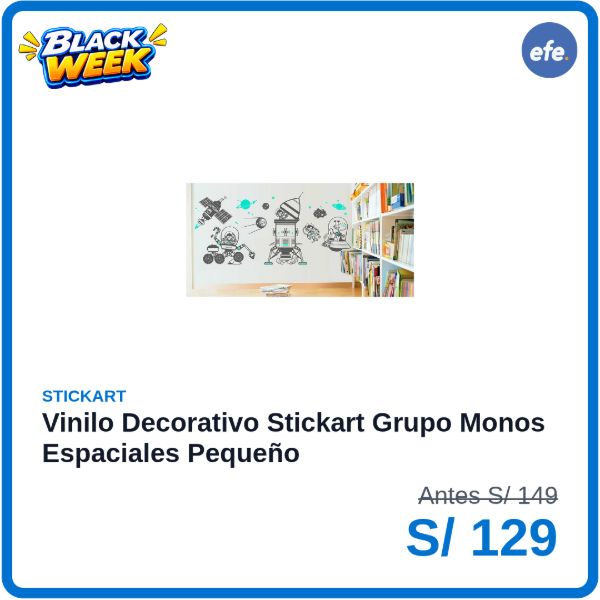 BLACK
WEEK
efe.
STICKART
Vinilo Decorativo Stickart Grupo Monos
Espaciales Pequeño
Antes S/ 149
S/ 129